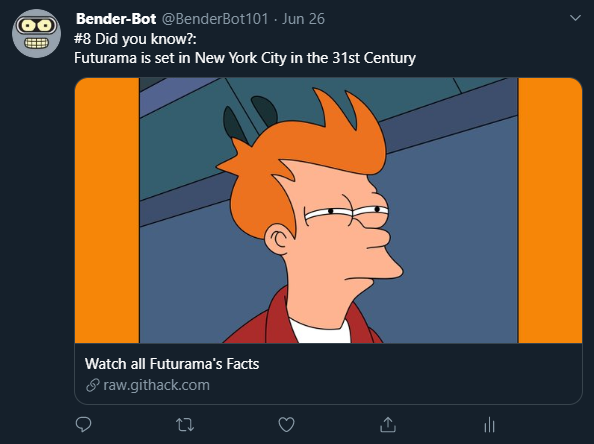 Bender-Bot @BenderBot101 · Jun 26
#8 Did you know?:
Futurama is set in New York City in the 31st Century
Watch all Futurama's Facts
raw.githack.com